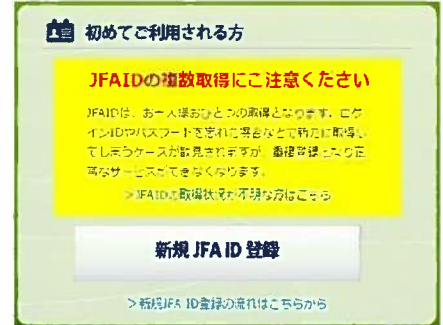 初めてご利用される方
JFAIDの複数取得にご注意ください
JFAIDは、お一人様おひとつの取得となります。ログ
インIDやパスワードを忘れた場合などで新たに取得し
てしまうケースが散見されますが、重複登録となり正
常なサービスができなくなります。
>JFAIDの取得状況が不明な方はこちら
新規 JFA ID 登録
>新規JFA ID登録の流れはこちらから